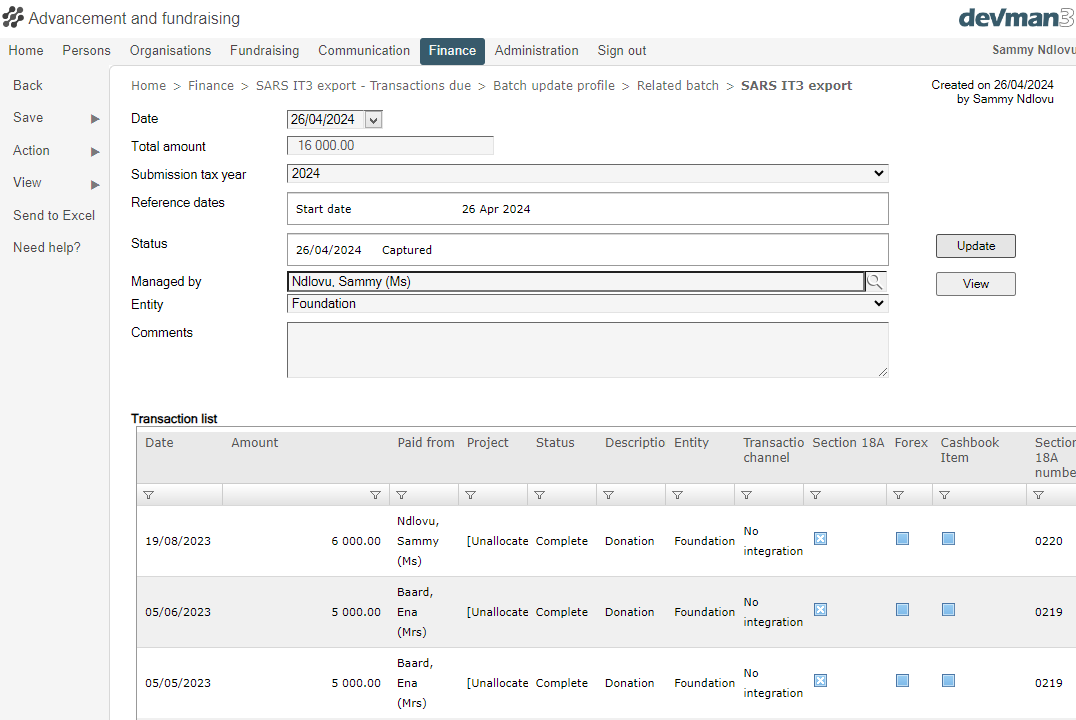 Advancement and fundraising
devman3
Home Persons Organisations Fundraising Communication Finance Administration Sign out Sammy Ndlovu
Back
Save
Action
View
Send to Excel
Need help?
Home > Finance > SARS IT3 export - Transactions due > Batch update profile > Related batch > SARS IT3 export
Created on 26/04/2024
by Sammy Ndlovu
Date 26/04/2024
Total amount 16 000.00
Submission tax year 2024
Reference dates Start date 26 Apr 2024
Status 26/04/2024 Captured Update
Managed by Ndlovu, Sammy (Ms) View
Entity Foundation
Comments
Transaction list
Date Amount Paid from Project Status Descriptio Entity Transactio channel Section 18A Forex Cashbook Item Section 18A numbe
19/08/2023 6 000.00 Ndlovu, Sammy (Ms) [Unallocate Complete Donation Foundation No integration 0220
05/06/2023 5 000.00 Baard, Ena (Mrs) [Unallocate Complete Donation Foundation No integration 0219
05/05/2023 5 000.00 Baard, Ena (Mrs) [Unallocate Complete Donation Foundation No integration 0219